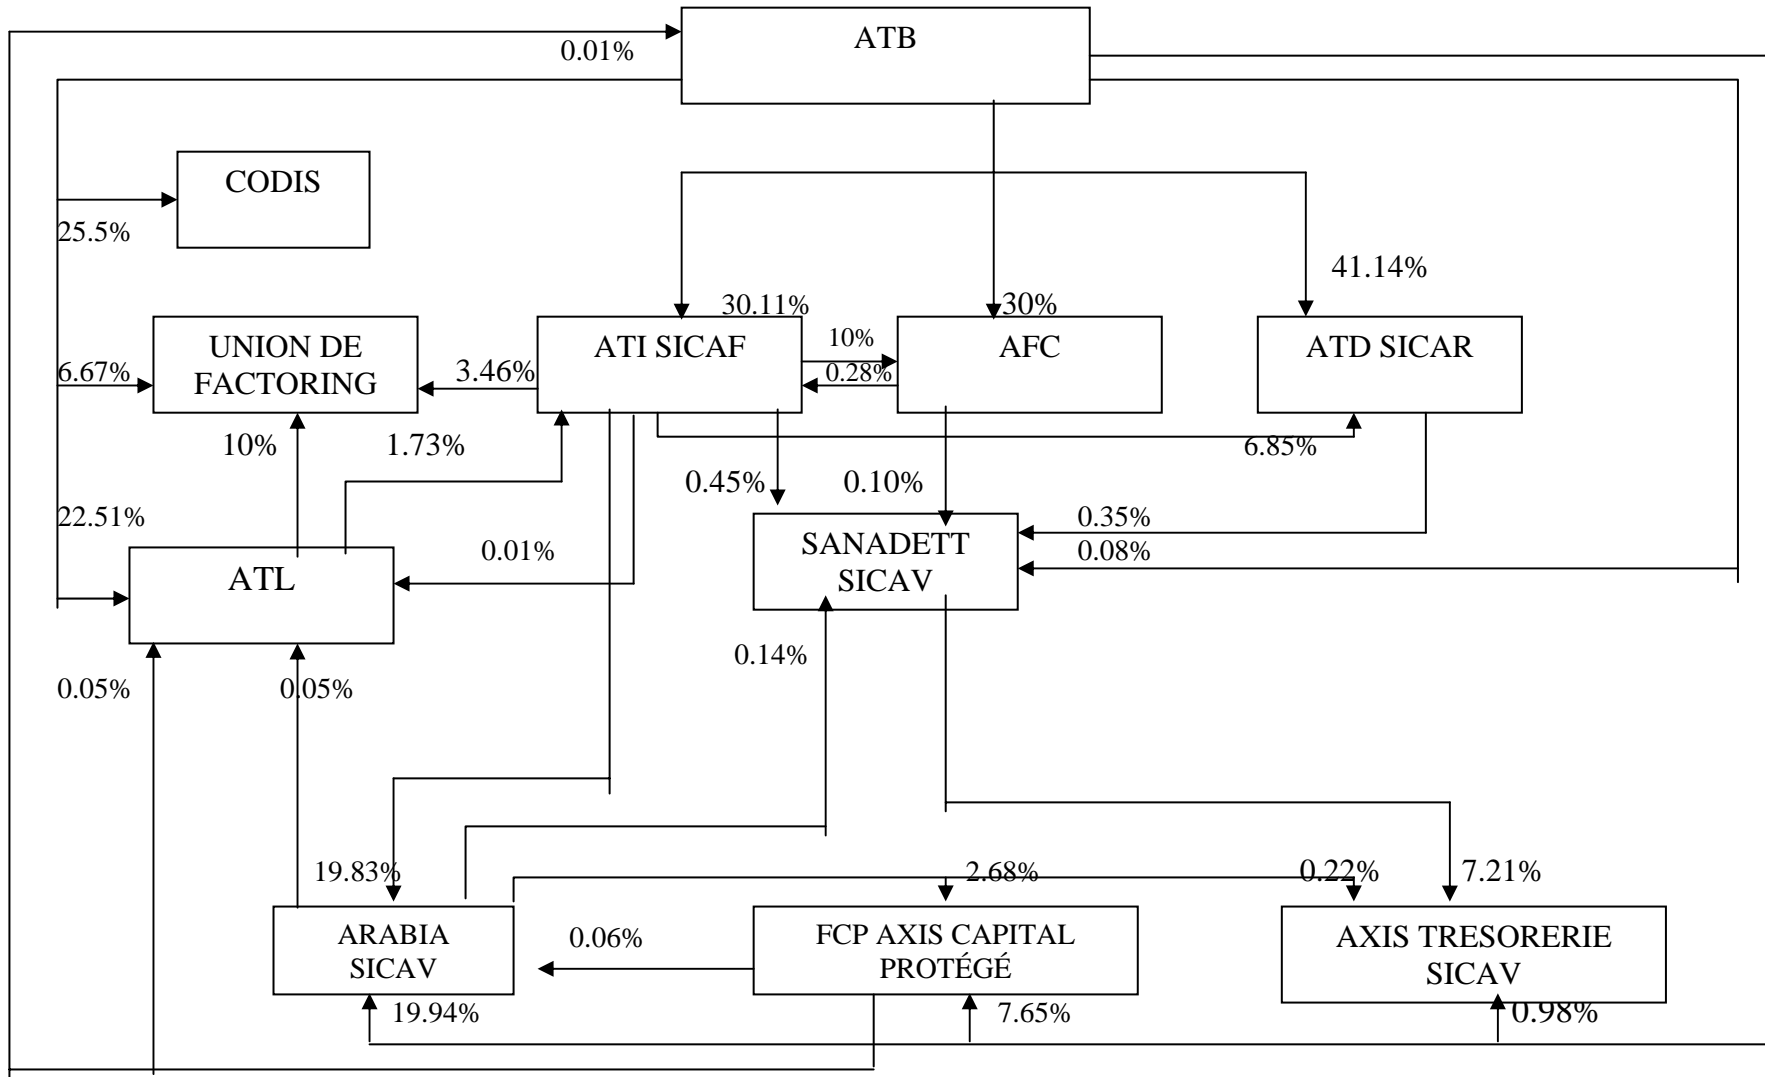 ATB
0.01%
CODIS
25.5%
41.14%
30.11%
30%
UNION DE
FACTORING
ATI SICAF
10%
AFC
ATD SICAR
6.67%
3.46%
0.28%
10%
1.73%
6.85%
0.45%
0.10%
22.51%
0.35%
0.01%
SANADETT
SICAV
0.08%
ATL
0.14%
0.05%
0.05%
19.83%
2.68%
0.22%
7.21%
ARABIA
SICAV
0.06%
FCP AXIS CAPITAL
PROTÉGÉ
AXIS TRESORERIE
SICAV
19.94%
7.65%
0.98%